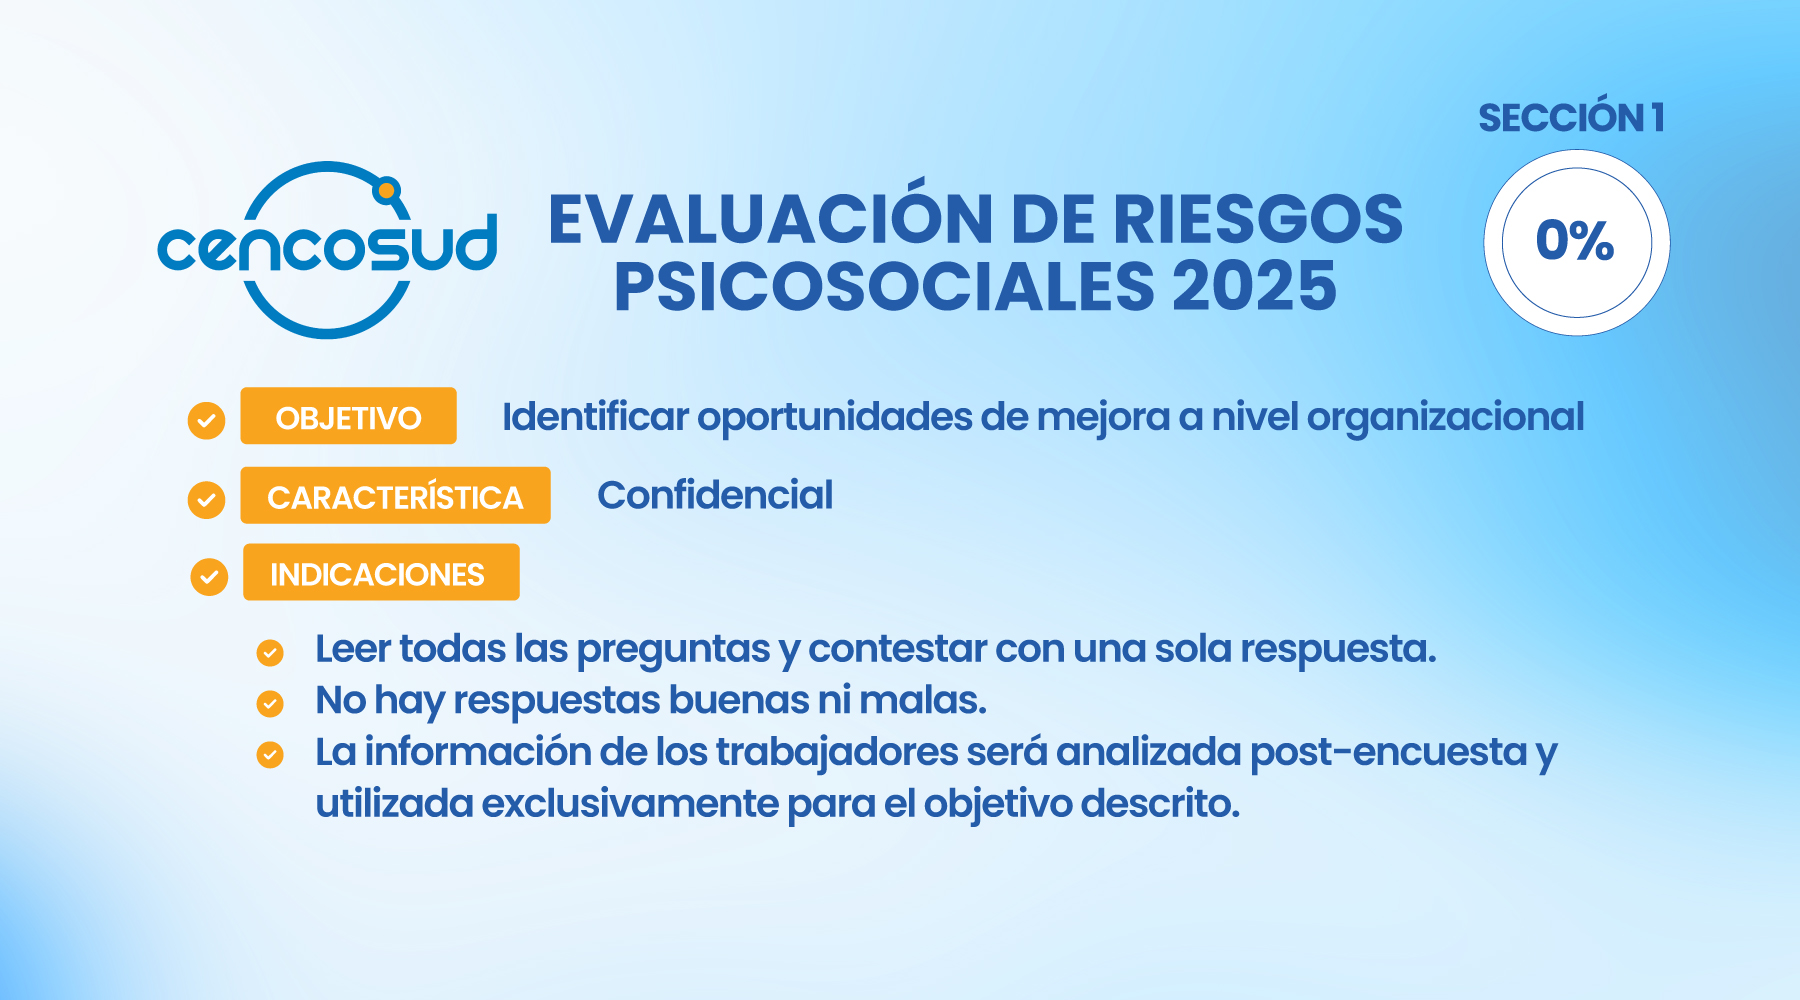 SECCIÓN 1
cencosud
EVALUACIÓN DE RIESGOS
PSICOSOCIALES 2025
0%
OBJETIVO Identificar oportunidades de mejora a nivel organizacional
CARACTERÍSTICA Confidencial
INDICACIONES
Leer todas las preguntas y contestar con una sola respuesta.
No hay respuestas buenas ni malas.
La información de los trabajadores será analizada post-encuesta y
utilizada exclusivamente para el objetivo descrito.